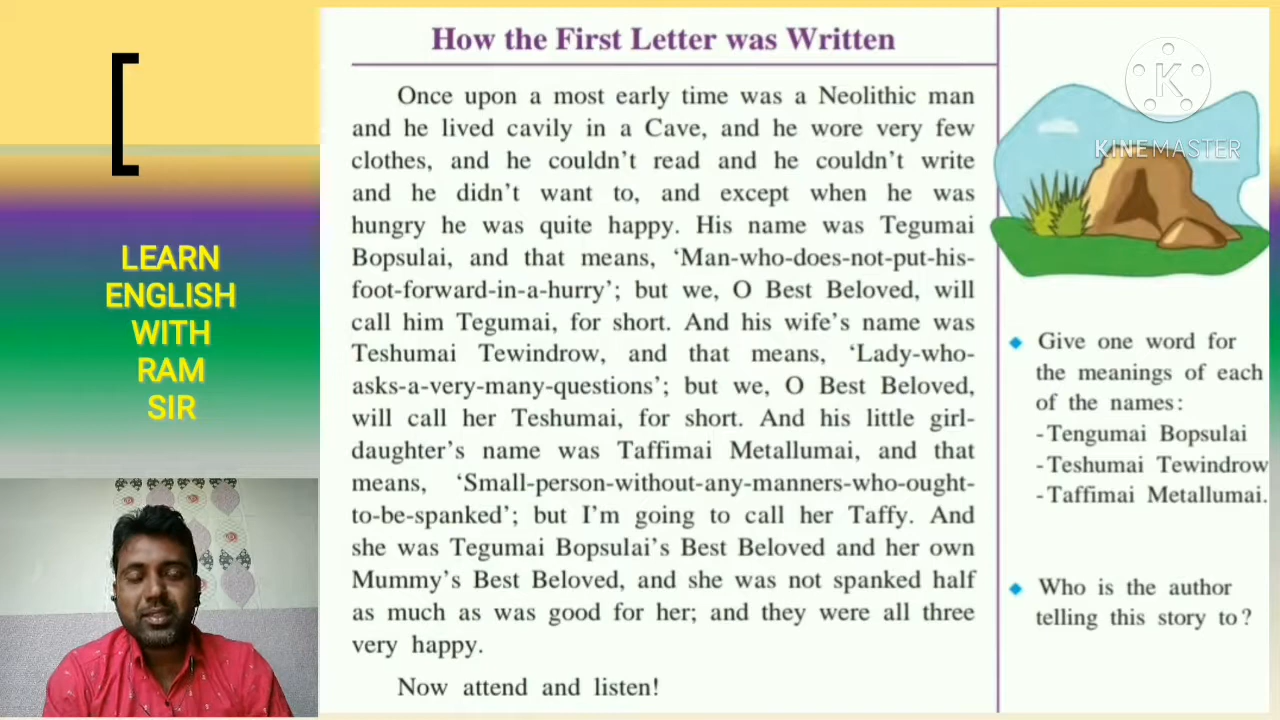 [
LEARN
ENGLISH
WITH
RAM
SIR
How the First Letter was Written
Once upon a most early time was a Neolithic man
and he lived cavily in a Cave, and he wore very few
clothes, and he couldn't read and he couldn't write
and he didn't want to, and except when he was
hungry he was quite happy. His name was Tegumai
Bopsulai, and that means, 'Man-who-does-not-put-his-
foot-forward-in-a-hurry'; but we, O Best Beloved, will
call him Tegumai, for short. And his wife's name was
Teshumai Tewindrow, and that means, 'Lady-who-
asks-a-very-many-questions'; but we, O Best Beloved,
will call her Teshumai, for short. And his little girl-
daughter's name was Taffimai Metallumai, and that
means, 'Small-person-without-any-manners-who-ought-
to-be-spanked'; but I'm going to call her Taffy. And
she was Tegumai Bopsulai's Best Beloved and her own
Mummy's Best Beloved, and she was not spanked half
as much as was good for her; and they were all three
very happy.
Now attend and listen!
K
KINEMASTER
Give one word for
the meanings of each
of the names:
- Tengumai Bopsulai
- Teshumai Tewindrow
- Taffimai Metallumai.
Who is the author
telling this story to?